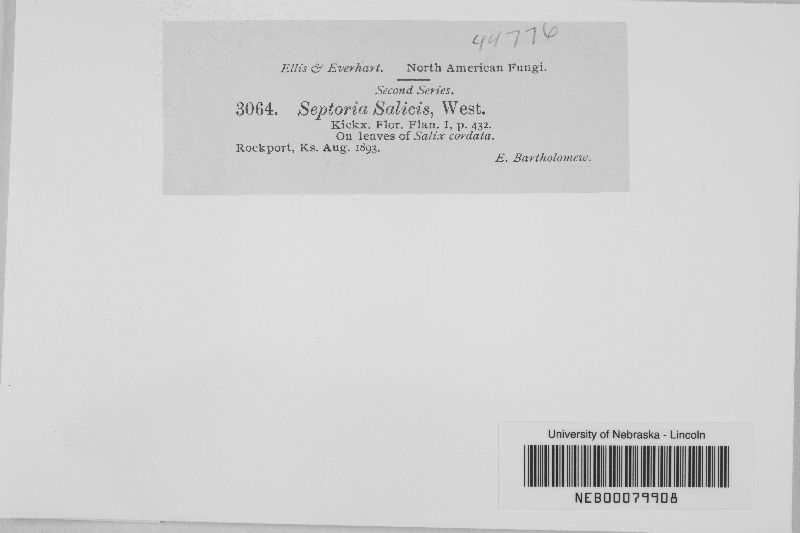 44776
Ellis & Everhart. North American Fungi.
Second Series.
3064. Septoria Salicis, West.
Kickx. Flor. Flan. I, p. 432.
On leaves of Salix cordata.
Rockport, Ks. Aug. 1893.
E. Bartholomew.
University of Nebraska - Lincoln
NEB00079908